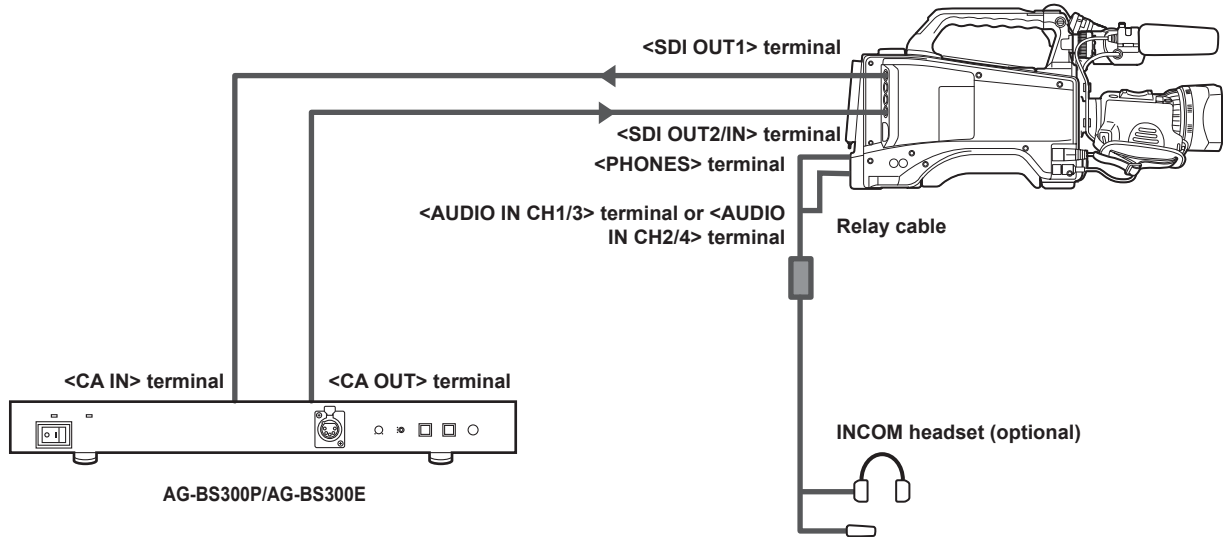 <SDI OUT1> terminal
<SDI OUT2/IN> terminal
<PHONES> terminal
<AUDIO IN CH1/3> terminal or <AUDIO
IN CH2/4> terminal
Relay cable
<CA IN> terminal
<CA OUT> terminal
INCOM headset (optional)
AG-BS300P/AG-BS300E